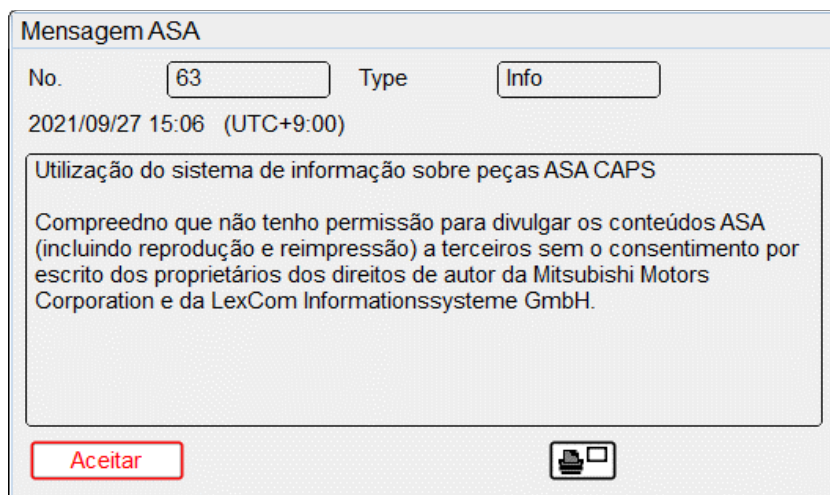 Mensagem ASA
No. 63 Type Info
2021/09/27 15:06 (UTC+9:00)
Utilização do sistema de informação sobre peças ASA CAPS
Compreedno que não tenho permissão para divulgar os conteúdos ASA
(incluindo reprodução e reimpressão) a terceiros sem o consentimento por
escrito dos proprietários dos direitos de autor da Mitsubishi Motors
Corporation e da LexCom Informationssysteme GmbH.
Aceitar